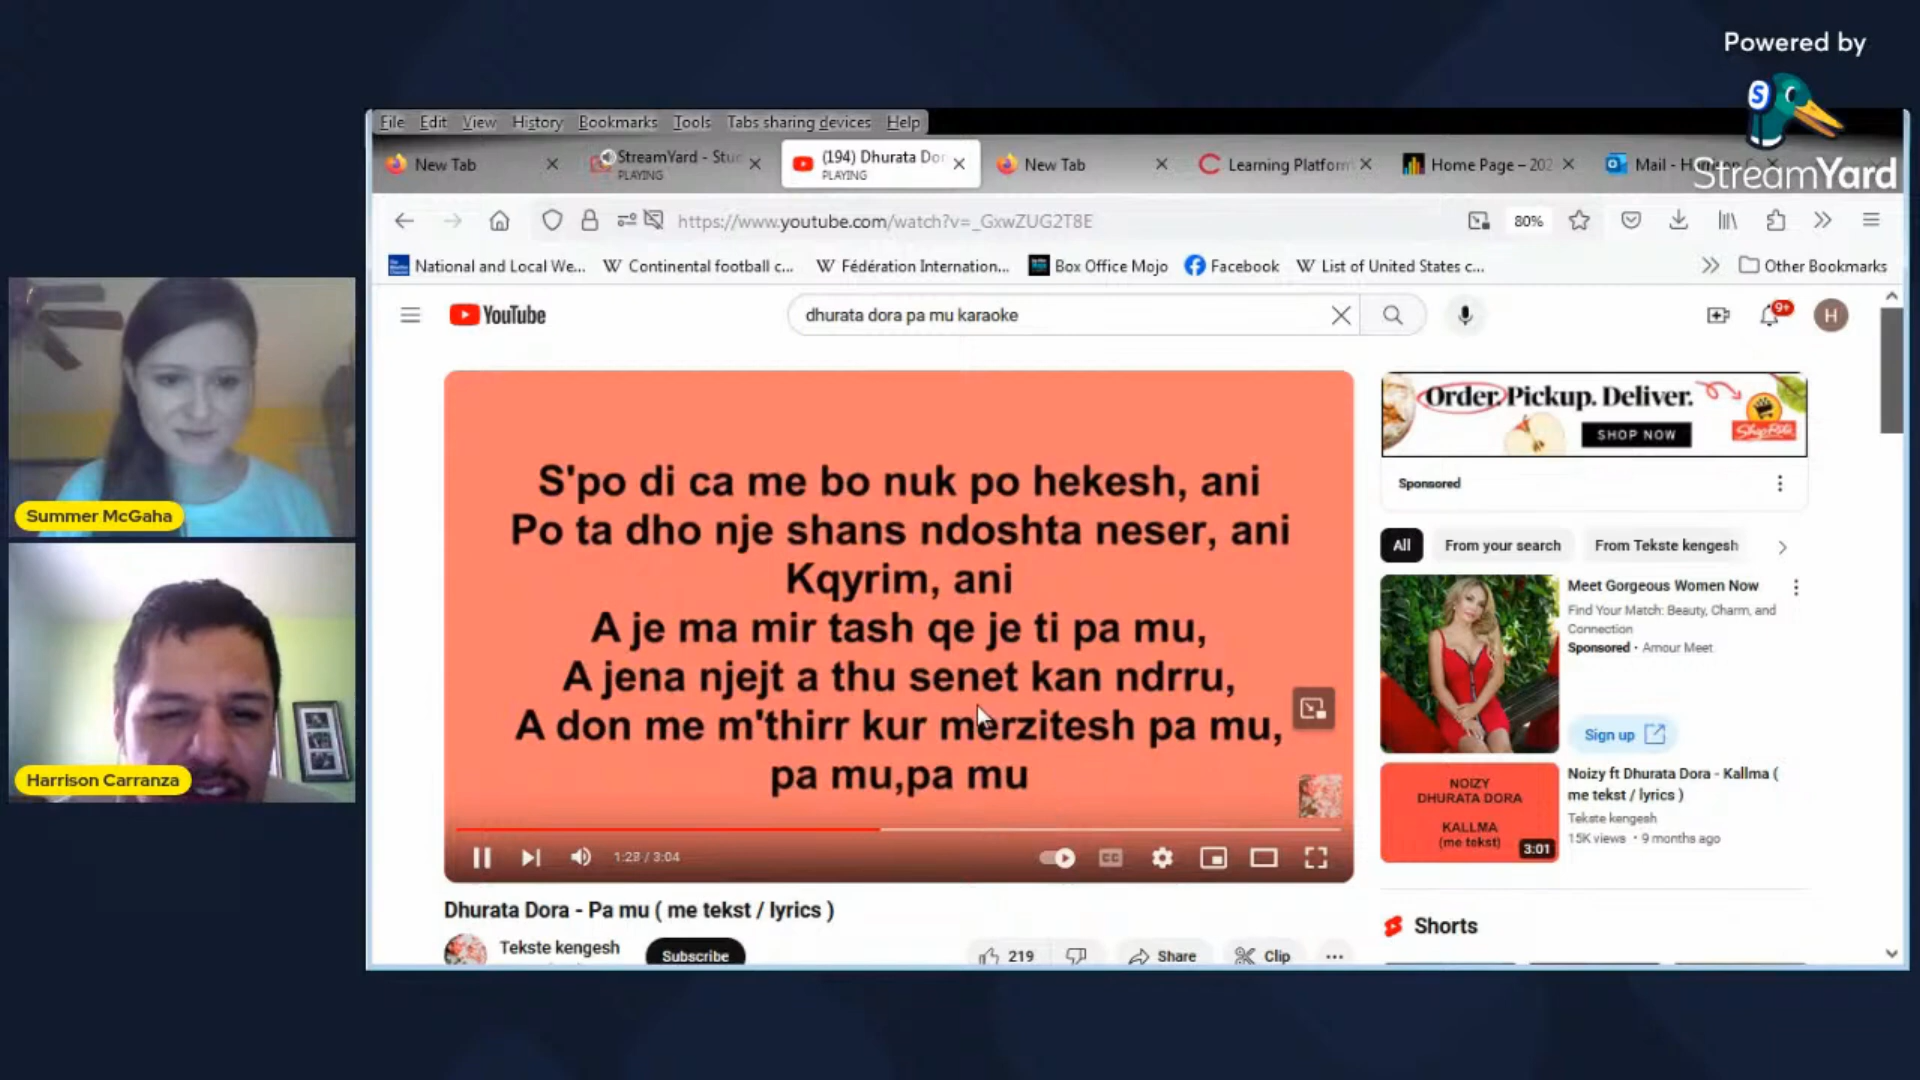 Powered by
StreamYard
File Edit View History Bookmarks Tools Tabs sharing devices Help
New Tab
StreamYard - Stu
PLAYING
(194) Dhurata Dor
PLAYING
New Tab
Learning Platform
Home Page – 202
Mail -
https://www.youtube.com/watch?v=_GxwZUG2T8E
80%
National and Local We...
Continental football c...
Fédération Internation...
Box Office Mojo
Facebook
List of United States c...
Other Bookmarks
YouTube
dhurata dora pa mu karaoke
9+
H
S'po di ca me bo nuk po hekesh, ani
Po ta dho nje shans ndoshta neser, ani
Kqyrim, ani
A je ma mir tash qe je ti pa mu,
A jena njejt a thu senet kan ndrru,
A don me m'thirr kur merzitesh pa mu,
pa mu,pa mu
1:28 / 3:04
CC
Dhurata Dora - Pa mu ( me tekst / lyrics )
Tekste kengesh
Subscribe
219
Share
Clip
Order. Pickup. Deliver.
SHOP NOW
ShopRite
Sponsored
All
From your search
From Tekste kengesh
Meet Gorgeous Women Now
Find Your Match: Beauty, Charm, and
Connection
Sponsored · Amour Meet
Sign up
NOIZY
DHURATA DORA
KALLMA
(me tekst)
3:01
Noizy ft Dhurata Dora - Kallma (
me tekst / lyrics )
Tekste kengesh
15K views • 9 months ago
Shorts
Summer McGaha
Harrison Carranza